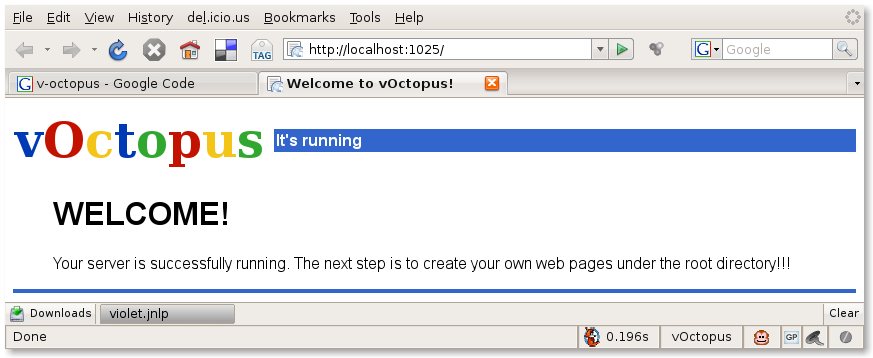 File Edit View History del.icio.us Bookmarks Tools Help
TAG http://localhost:1025/ G Google
G v-octopus - Google Code Welcome to vOctopus!
vOctopus It's running
WELCOME!
Your server is successfully running. The next step is to create your own web pages under the root directory!!!
Downloads violet.jnlp Clear
Done 0.196s vOctopus GP